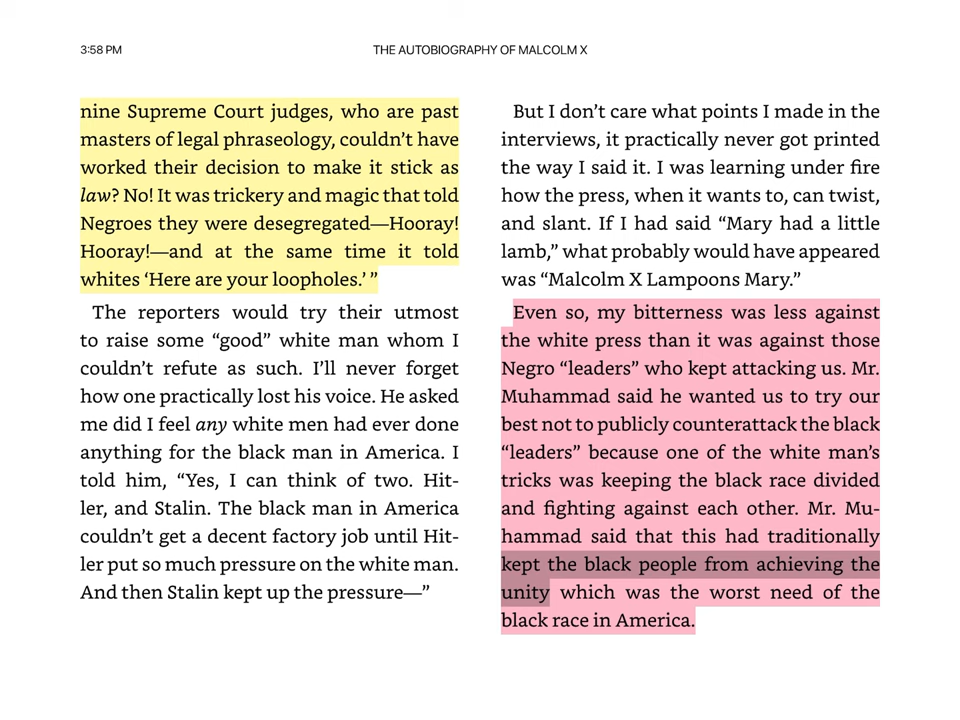 3:58 PM
THE AUTOBIOGRAPHY OF MALCOLM X
nine Supreme Court judges, who are past
masters of legal phraseology, couldn’t have
worked their decision to make it stick as
law? No! It was trickery and magic that told
Negroes they were desegregated—Hooray!
Hooray!—and at the same time it told
whites ‘Here are your loopholes.’ ”
The reporters would try their utmost
to raise some “good” white man whom I
couldn’t refute as such. I’ll never forget
how one practically lost his voice. He asked
me did I feel any white men had ever done
anything for the black man in America. I
told him, “Yes, I can think of two. Hit-
ler, and Stalin. The black man in America
couldn’t get a decent factory job until Hit-
ler put so much pressure on the white man.
And then Stalin kept up the pressure—”
But I don’t care what points I made in the
interviews, it practically never got printed
the way I said it. I was learning under fire
how the press, when it wants to, can twist,
and slant. If I had said “Mary had a little
lamb,” what probably would have appeared
was “Malcolm X Lampoons Mary.”
Even so, my bitterness was less against
the white press than it was against those
Negro “leaders” who kept attacking us. Mr.
Muhammad said he wanted us to try our
best not to publicly counterattack the black
“leaders” because one of the white man’s
tricks was keeping the black race divided
and fighting against each other. Mr. Mu-
hammad said that this had traditionally
kept the black people from achieving the
unity which was the worst need of the
black race in America.